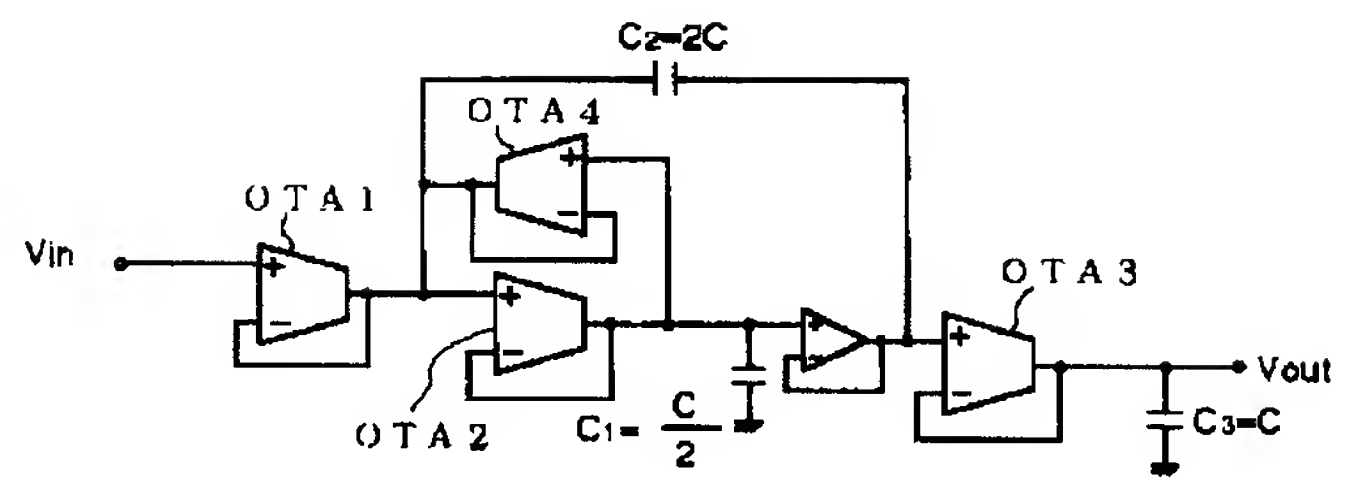 C2=2C
OTA4
OTA1
Vin
+
−
+
−
+
−
OTA2
C1= C/2
+
−
OTA3
+
−
Vout
C3=C